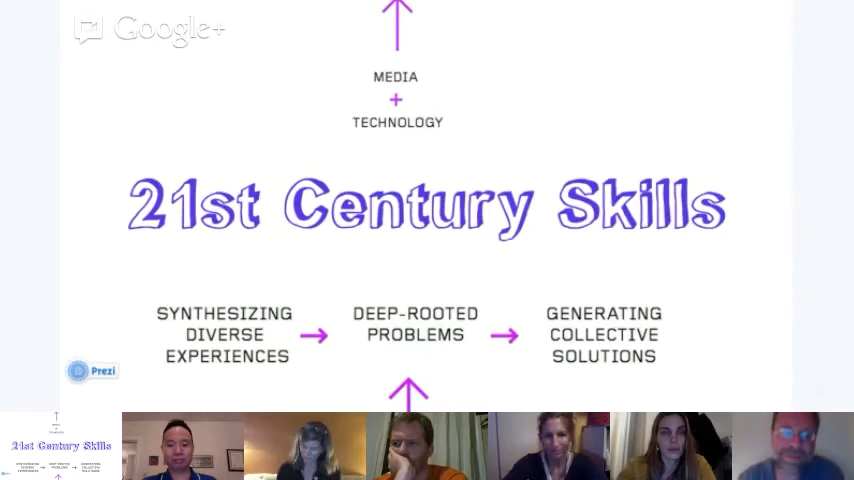 Google+
MEDIA
+
TECHNOLOGY
21st Century Skills
SYNTHESIZING
DIVERSE
EXPERIENCES
DEEP-ROOTED
PROBLEMS
GENERATING
COLLECTIVE
SOLUTIONS
Prezi
21st Century Skills